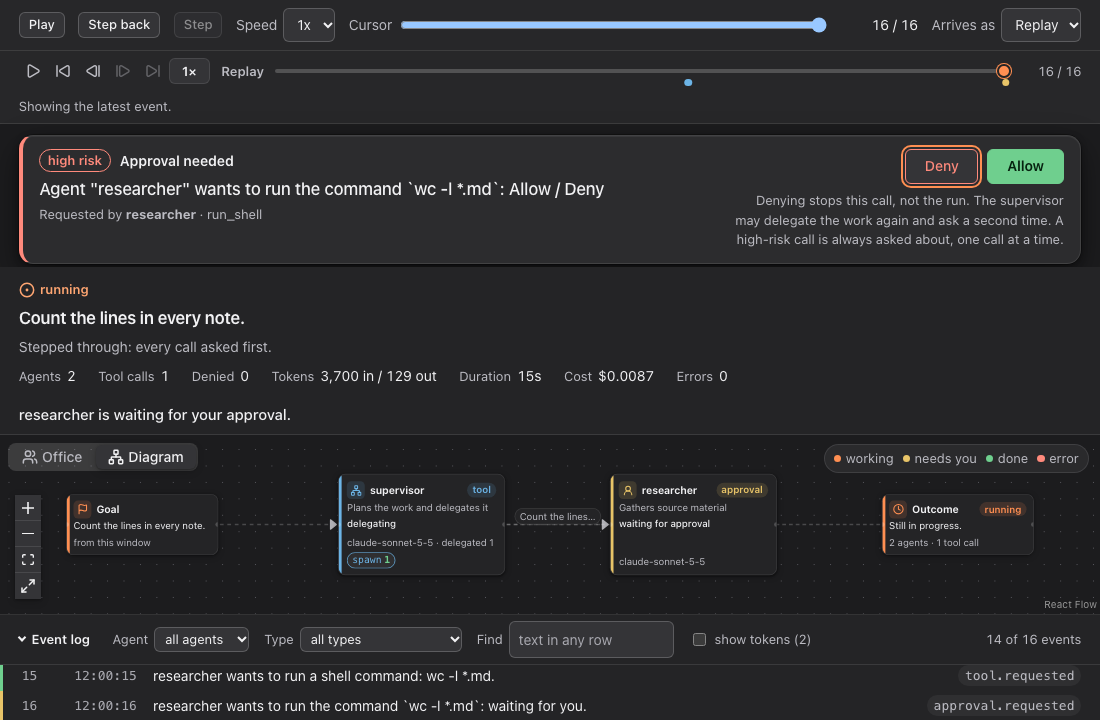 Play Step back Step Speed 1x Cursor 16 / 16 Arrives as Replay
1× Replay 16 / 16
Showing the latest event.
high risk Approval needed
Deny Allow
Agent "researcher" wants to run the command `wc -l *.md`: Allow / Deny
Requested by researcher · run_shell
Denying stops this call, not the run. The supervisor
may delegate the work again and ask a second time. A
high-risk call is always asked about, one call at a time.
running
Count the lines in every note.
Stepped through: every call asked first.
Agents 2 Tool calls 1 Denied 0 Tokens 3,700 in / 129 out Duration 15s Cost $0.0087 Errors 0
researcher is waiting for your approval.
Office Diagram
working needs you done error
Goal
Count the lines in every note.
from this window
supervisor tool
Plans the work and delegates it
delegating
claude-sonnet-5-5 · delegated 1
spawn 1
Count the lines...
researcher approval
Gathers source material
waiting for approval
claude-sonnet-5-5
Outcome running
Still in progress.
2 agents · 1 tool call
React Flow
Event log Agent all agents Type all types Find text in any row show tokens (2) 14 of 16 events
15 12:00:15 researcher wants to run a shell command: wc -l *.md. tool.requested
16 12:00:16 researcher wants to run the command `wc -l *.md`: waiting for you. approval.requested